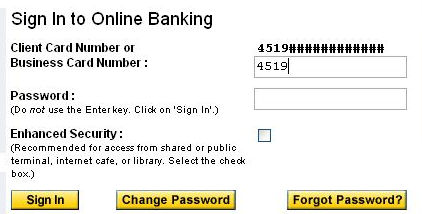 Sign In to Online Banking
Client Card Number or
Business Card Number :
4519############
4519
Password :
(Do not use the Enter key. Click on 'Sign In'.)
Enhanced Security :
(Recommended for access from shared or public
terminal, internet cafe, or library. Select the check
box.)
Sign In
Change Password
Forgot Password?